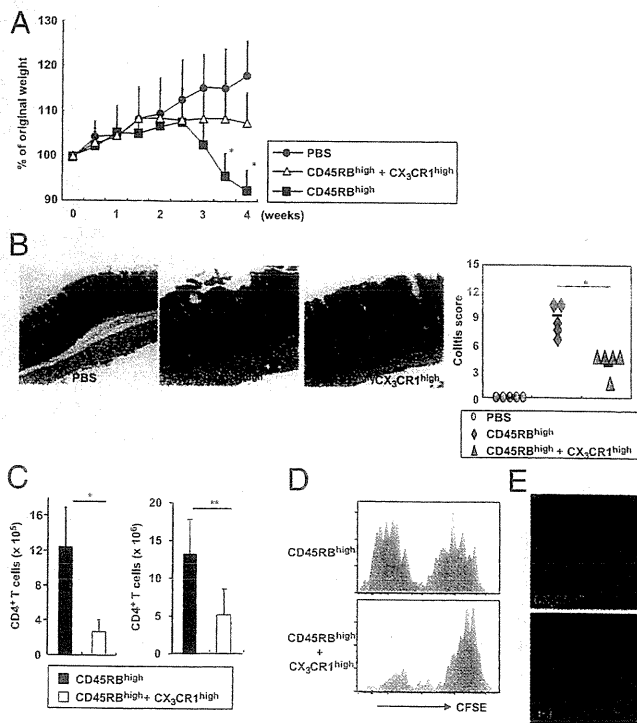 A
% of original weight
130
120
110
100
90
0 1 2 3 4 (weeks)
*
*
PBS
CD45RBhigh + CX3CR1high
CD45RBhigh
B
PBS
/CX3CR1high
Colitis score
15
12
9
6
3
0
*
PBS
CD45RBhigh
CD45RBhigh + CX3CR1high
C
CD4+ T cells (x 10⁵)
12
8
4
0
*
CD4+ T cells (x 10⁶)
20
15
10
5
0
**
CD45RBhigh
CD45RBhigh + CX3CR1high
D
CD45RBhigh
CD45RBhigh
+
CX3CR1high
CFSE
E